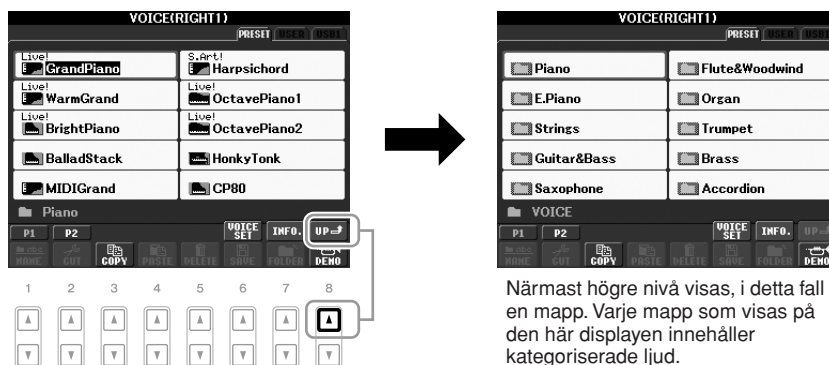 VOICE(RIGHT1)
PRESET USER USB1
Live!
GrandPiano
S.Art!
Harpsichord
Live!
WarmGrand
Live!
OctavePiano1
Live!
BrightPiano
Live!
OctavePiano2
BalladStack
HonkyTonk
MIDIGrand
CP80
Piano
P1 P2 VOICE SET INFO. UP
NAME CUT COPY PASTE DELETE SAVE FOLDER DEMO
1 2 3 4 5 6 7 8
VOICE(RIGHT1)
PRESET USER USB1
Piano
Flute&Woodwind
E.Piano
Organ
Strings
Trumpet
Guitar&Bass
Brass
Saxophone
Accordion
VOICE
P1 P2 VOICE SET INFO. UP
NAME CUT COPY PASTE DELETE SAVE FOLDER DEMO
Närmast högre nivå visas, i detta fall
en mapp. Varje mapp som visas på
den här displayen innehåller
kategoriserade ljud.